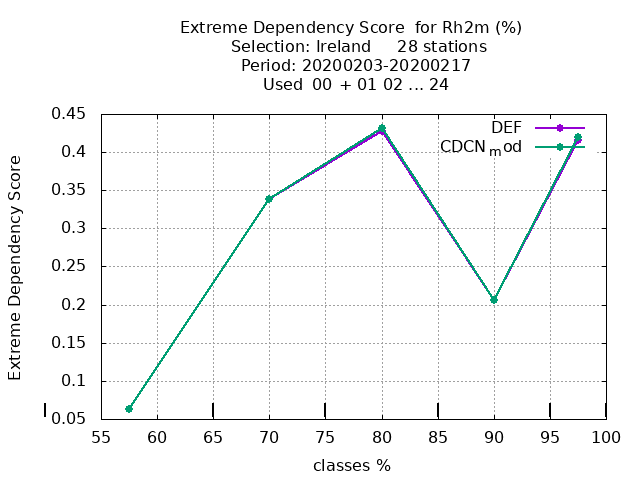 Extreme Dependency Score  for Rh2m (%)
Selection: Ireland     28 stations
Period: 20200203-20200217
Used  00 + 01 02 ... 24
Extreme Dependency Score
0.45
0.4
0.35
0.3
0.25
0.2
0.15
0.1
0.05
DEF
CDCNmod
55 60 65 70 75 80 85 90 95 100
classes %